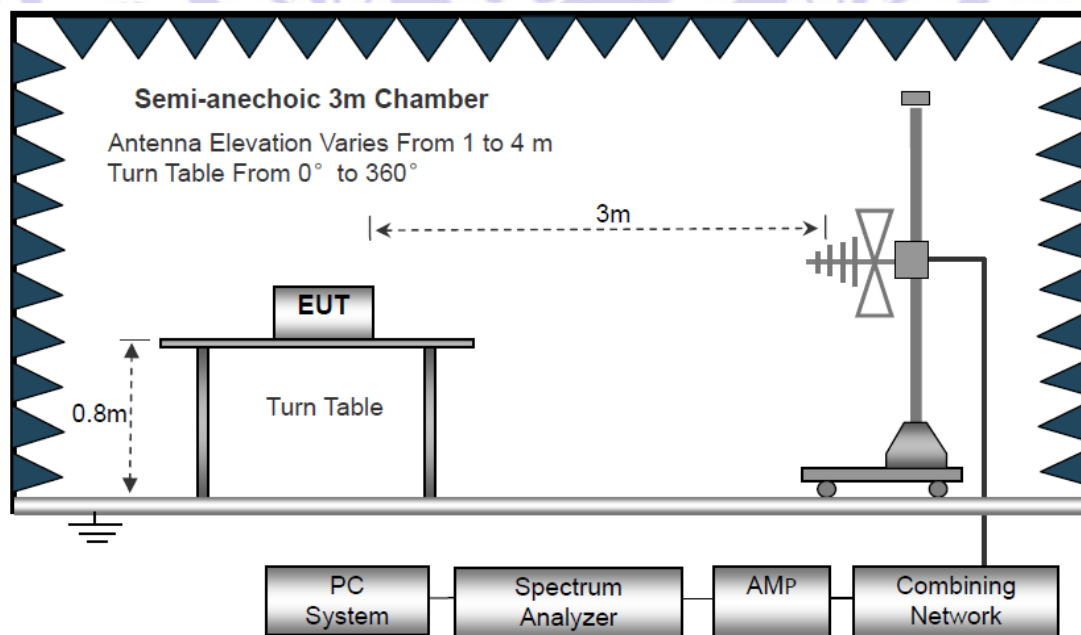 Semi-anechoic 3m Chamber
Antenna Elevation Varies From 1 to 4 m
Turn Table From 0° to 360°
3m
EUT
0.8m
Turn Table
PC
System
Spectrum
Analyzer
AMP
Combining
Network